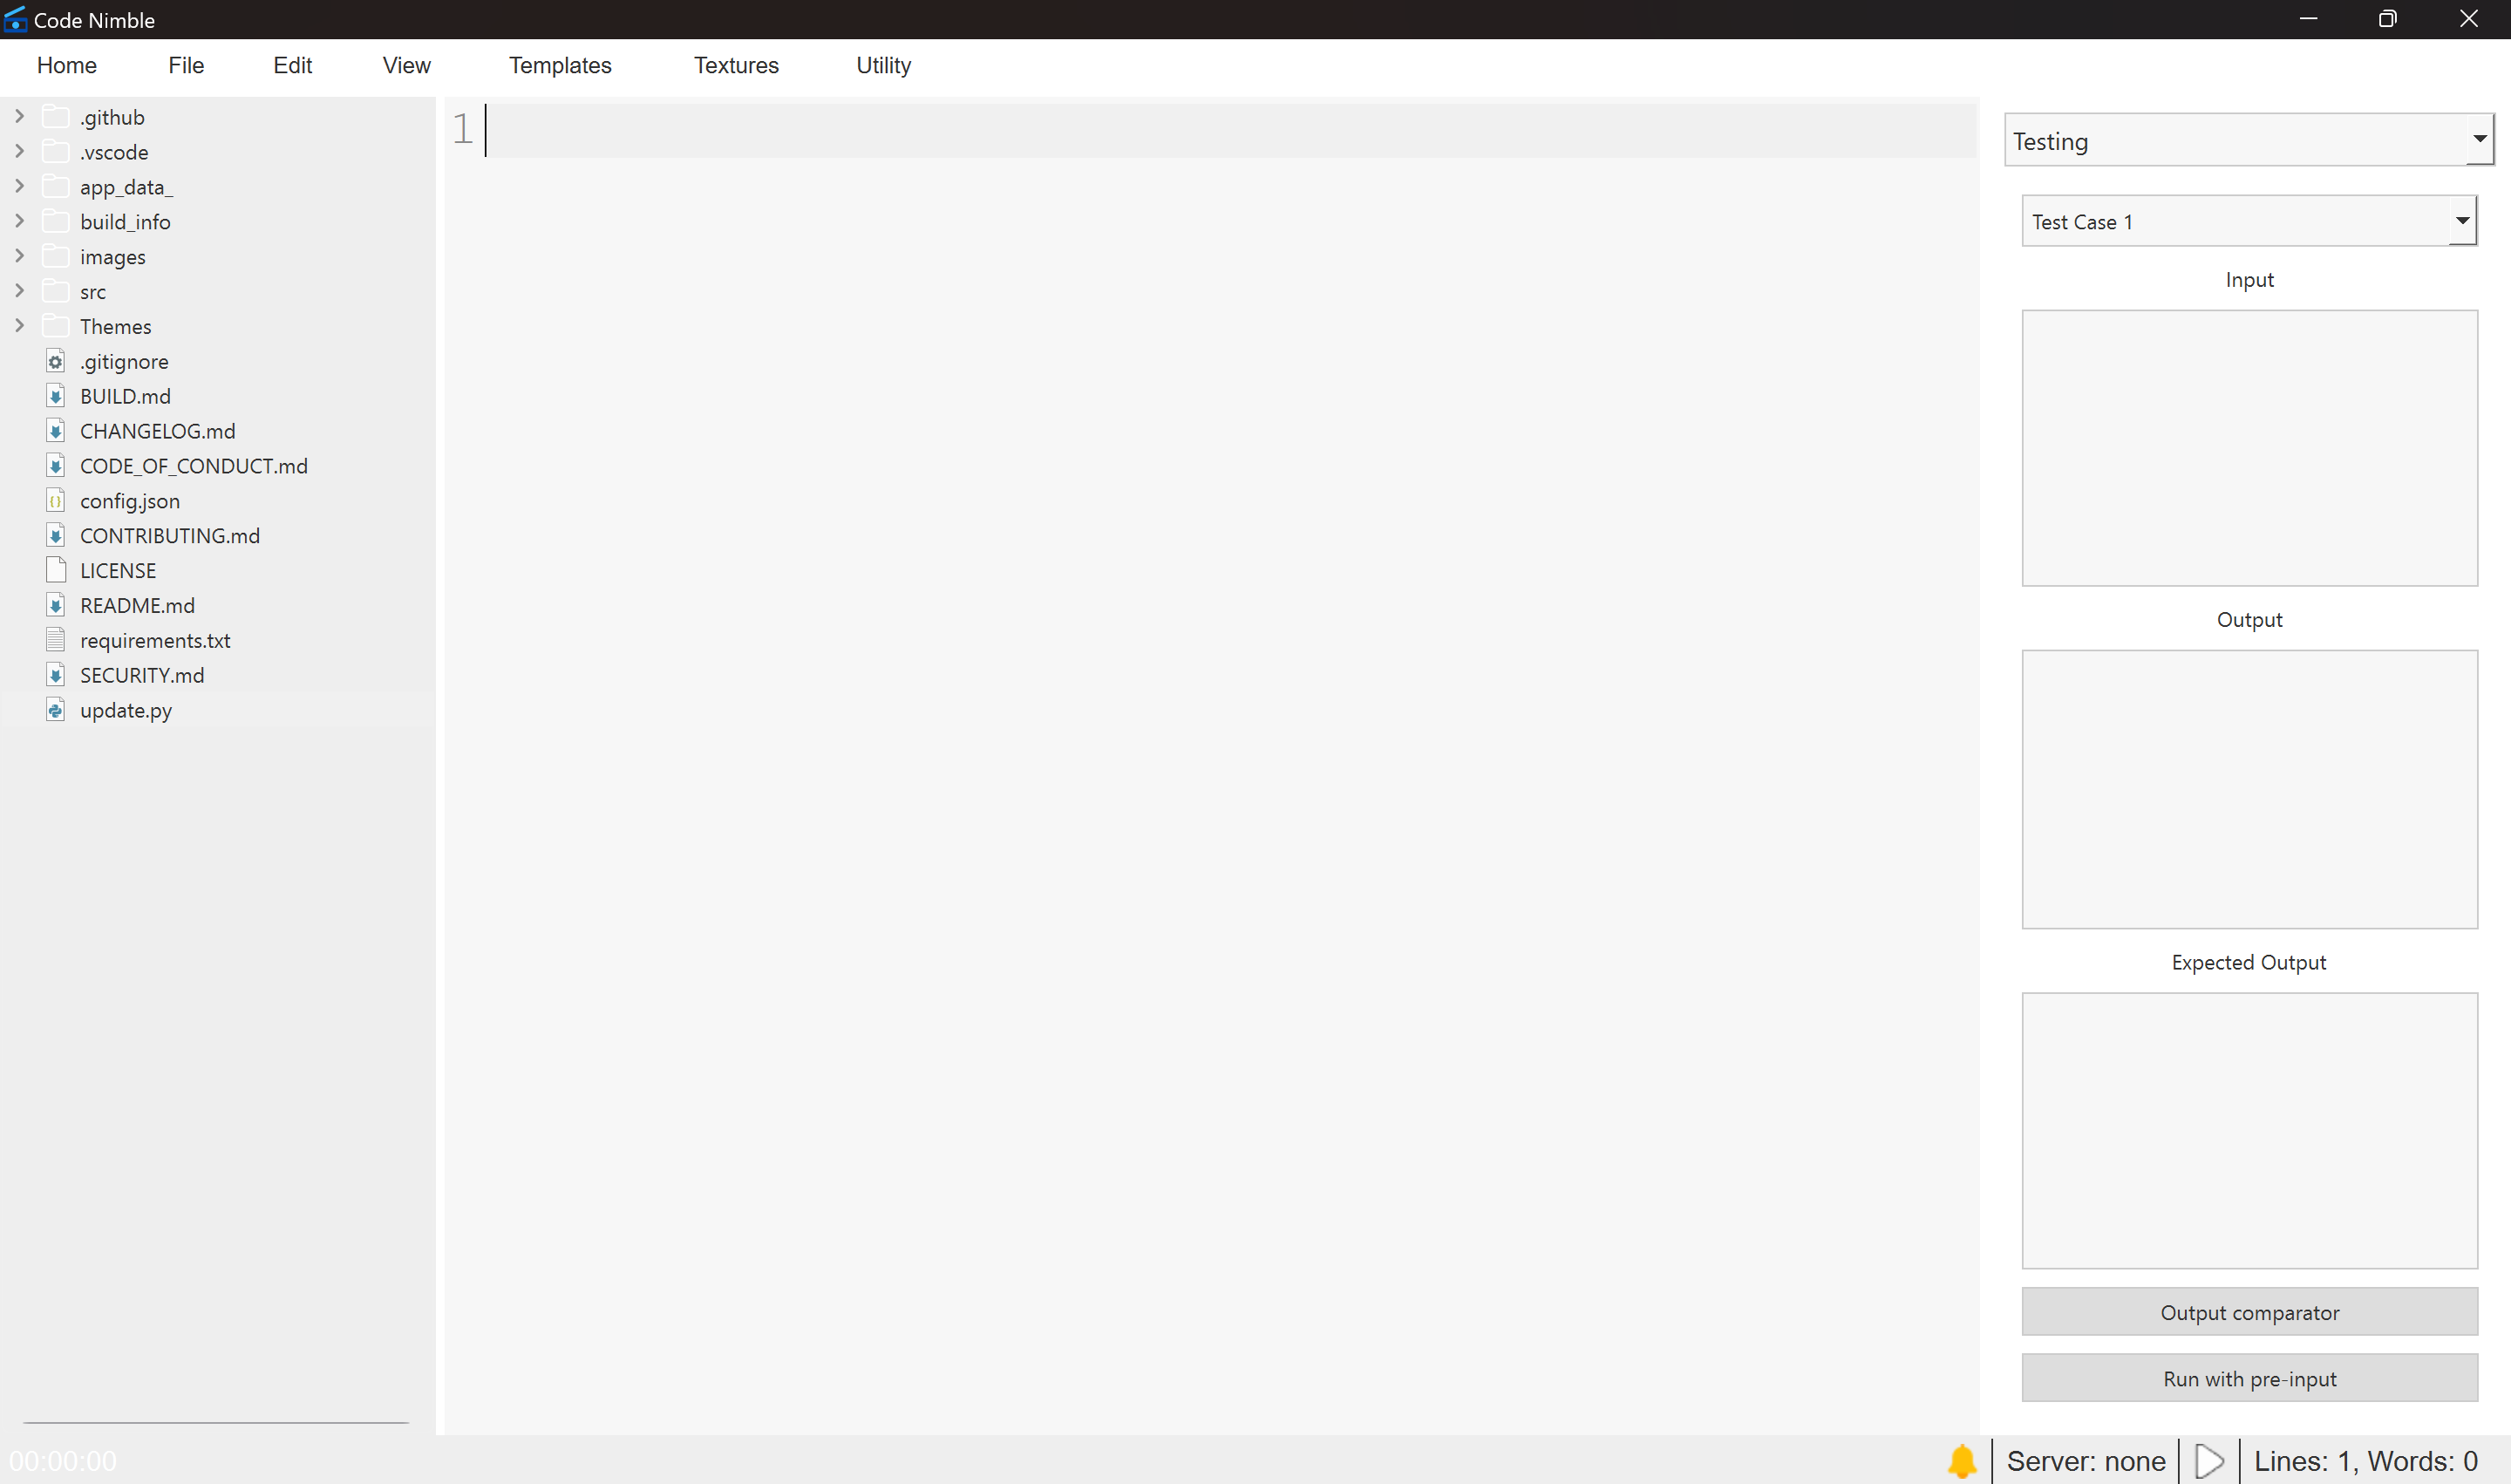 Code Nimble
Home File Edit View Templates Textures Utility
.github
.vscode
app_data_
build_info
images
src
Themes
.gitignore
BUILD.md
CHANGELOG.md
CODE_OF_CONDUCT.md
config.json
CONTRIBUTING.md
LICENSE
README.md
requirements.txt
SECURITY.md
update.py
1
Testing
Test Case 1
Input
Output
Expected Output
Output comparator
Run with pre-input
00:00:00
Server: none
Lines: 1, Words: 0